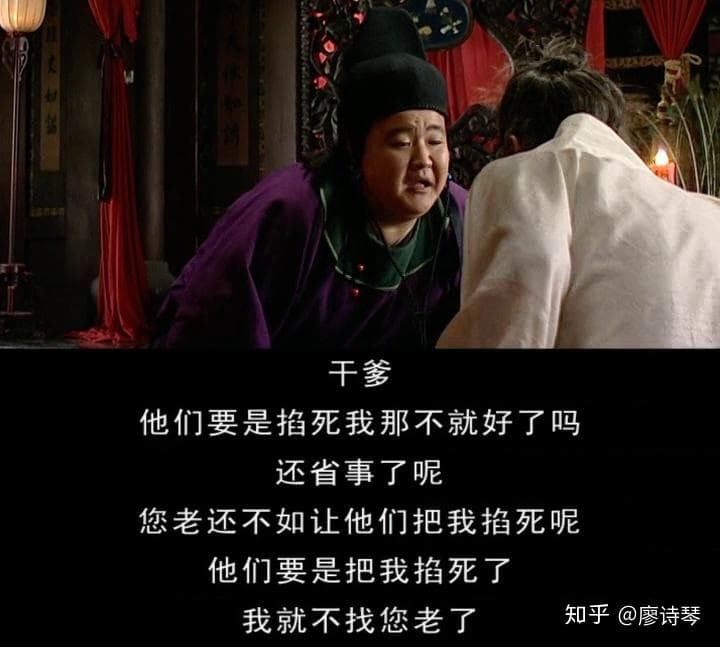 干爹
他们要是掐死我那不就好了吗
还省事了呢
您老还不如让他们把我掐死呢
他们要是把我掐死了
我就不找您老了
知乎 @廖诗琴